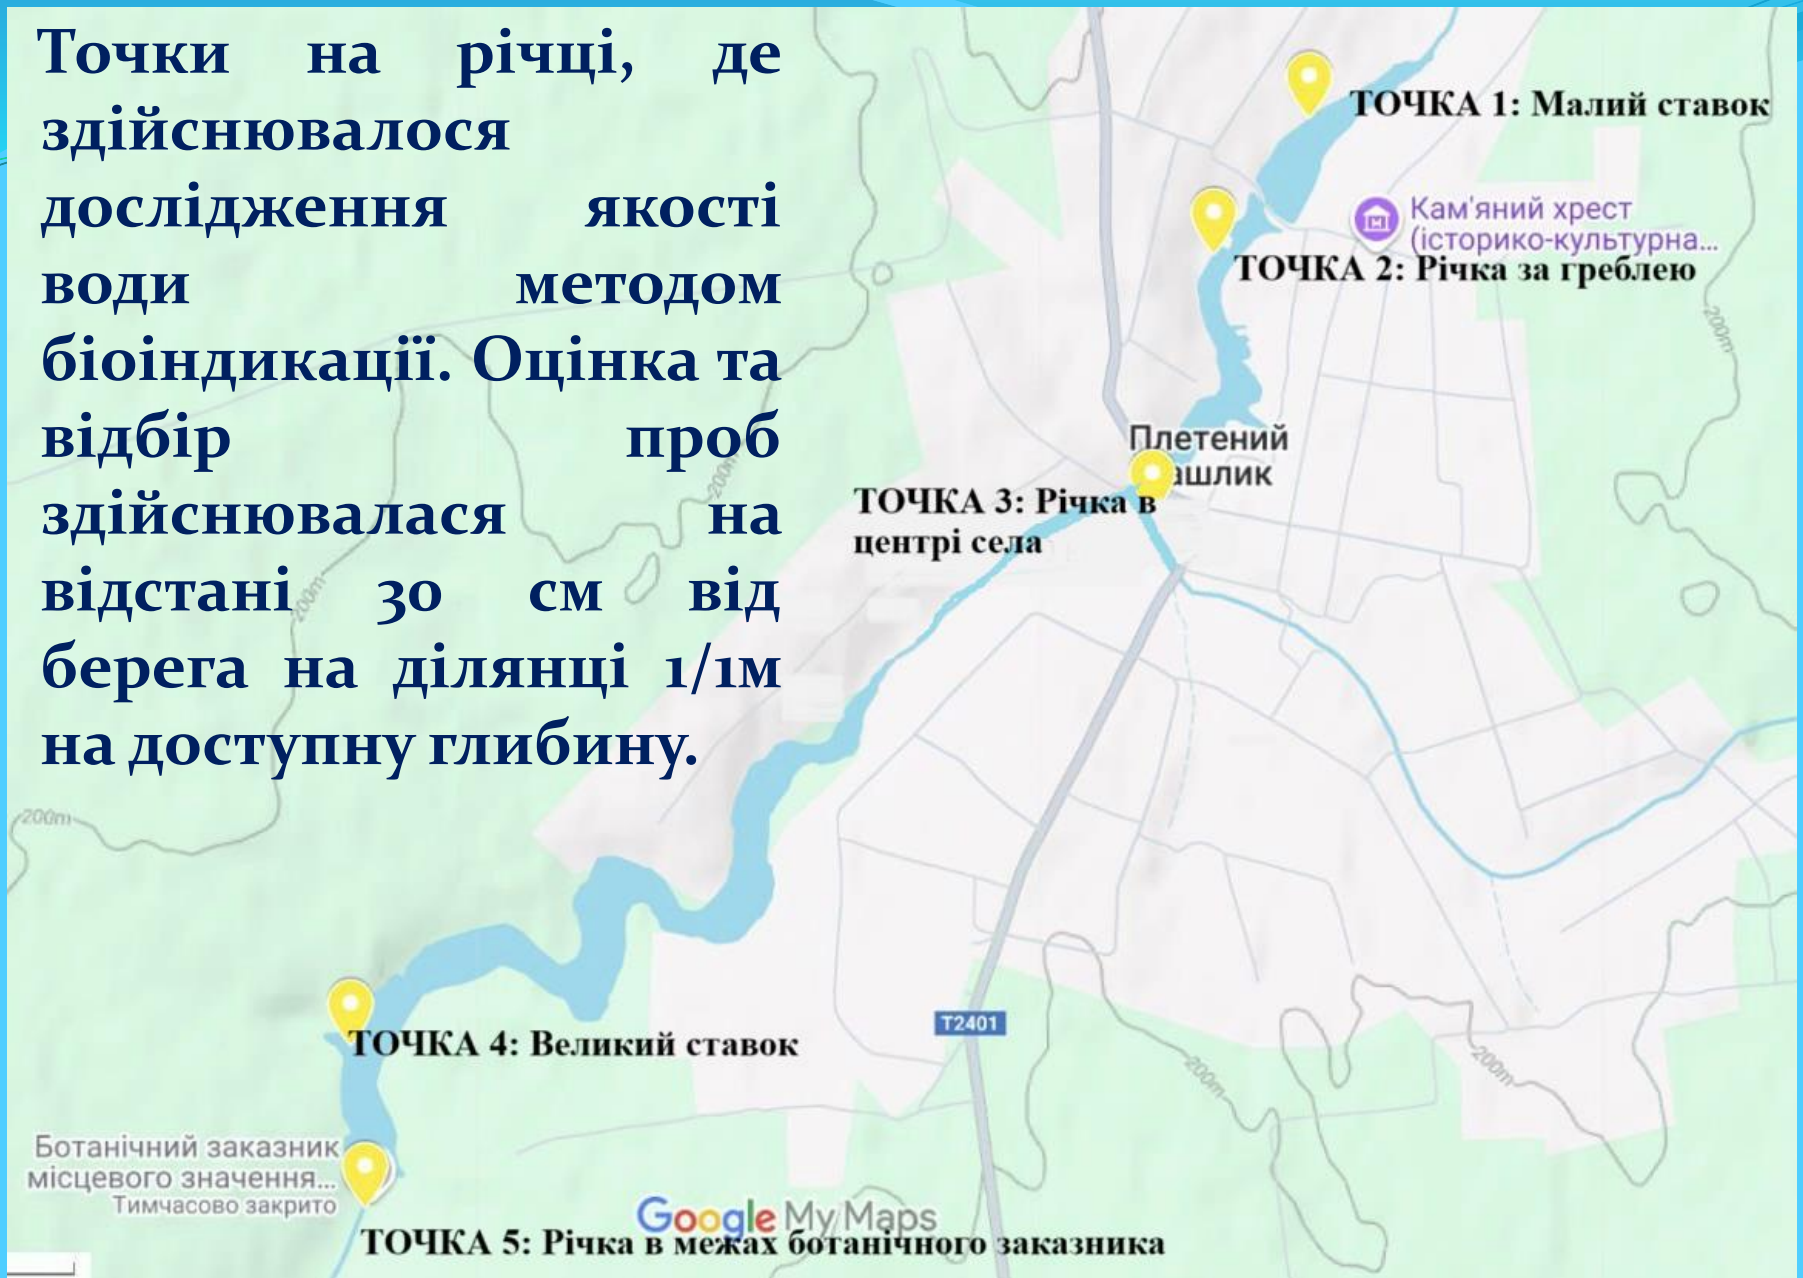 Точки на річці, де
здійснювалося
дослідження якості
води методом
біоіндикації. Оцінка та
відбір проб
здійснювалася на
відстані 30 см від
берега на ділянці 1/1м
на доступну глибину.
ТОЧКА 1: Малий ставок
Кам'яний хрест
(історико-культурна...
ТОЧКА 2: Річка за греблею
200m
Плетений
ашлик
200m
ТОЧКА 3: Річка в
центрі села
200m
200m
ТОЧКА 4: Великий ставок
T2401
200m
200m
Ботанічний заказник
місцевого значення...
Тимчасово закрито
Google My Maps
ТОЧКА 5: Річка в межах ботанічного заказника